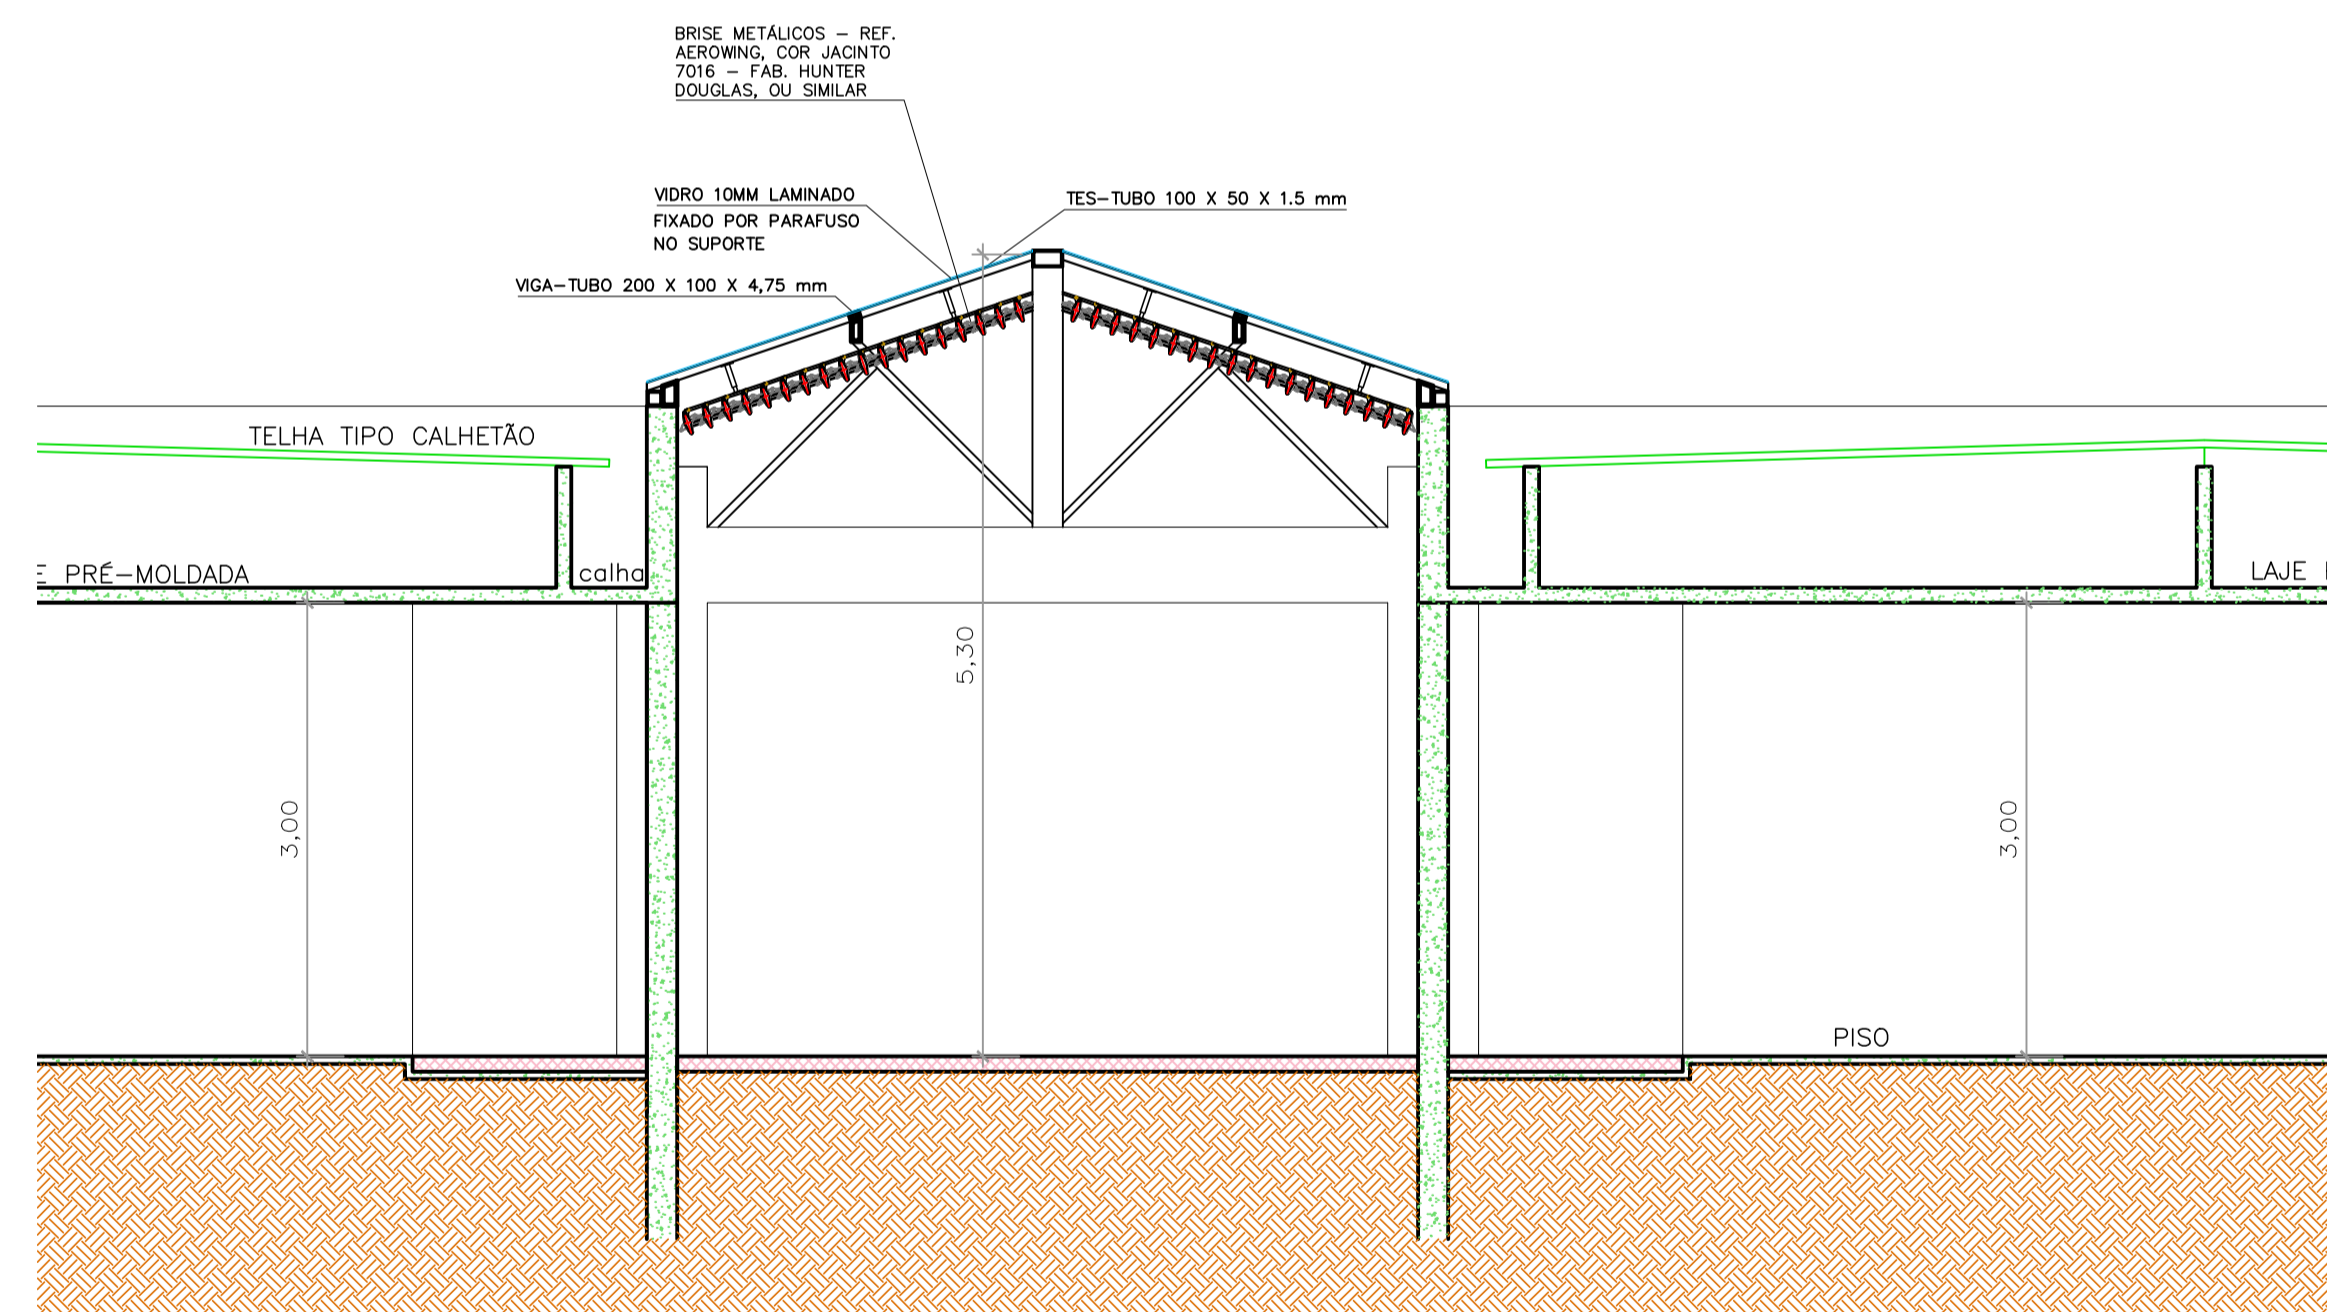 BRISE METÁLICOS – REF.
AEROWING, COR JACINTO
7016 – FAB. HUNTER
DOUGLAS, OU SIMILAR
VIDRO 10MM LAMINADO
FIXADO POR PARAFUSO
NO SUPORTE
TES–TUBO 100 X 50 X 1.5 mm
VIGA–TUBO 200 X 100 X 4,75 mm
TELHA TIPO CALHETÃO
PRÉ–MOLDADA
calha
LAJE
5,30
3,00
3,00
PISO